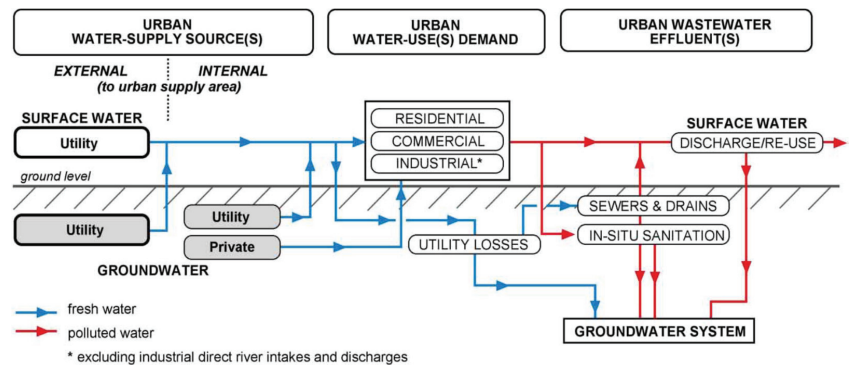 URBAN
WATER-SUPPLY SOURCE(S)
URBAN
WATER-USE(S) DEMAND
URBAN WASTEWATER
EFFLUENT(S)
EXTERNAL
INTERNAL
(to urban supply area)
SURFACE WATER
Utility
RESIDENTIAL
COMMERCIAL
INDUSTRIAL*
SURFACE WATER
DISCHARGE/RE-USE
ground level
Utility
Utility
Private
GROUNDWATER
UTILITY LOSSES
SEWERS & DRAINS
IN-SITU SANITATION
GROUNDWATER SYSTEM
fresh water
polluted water
* excluding industrial direct river intakes and discharges